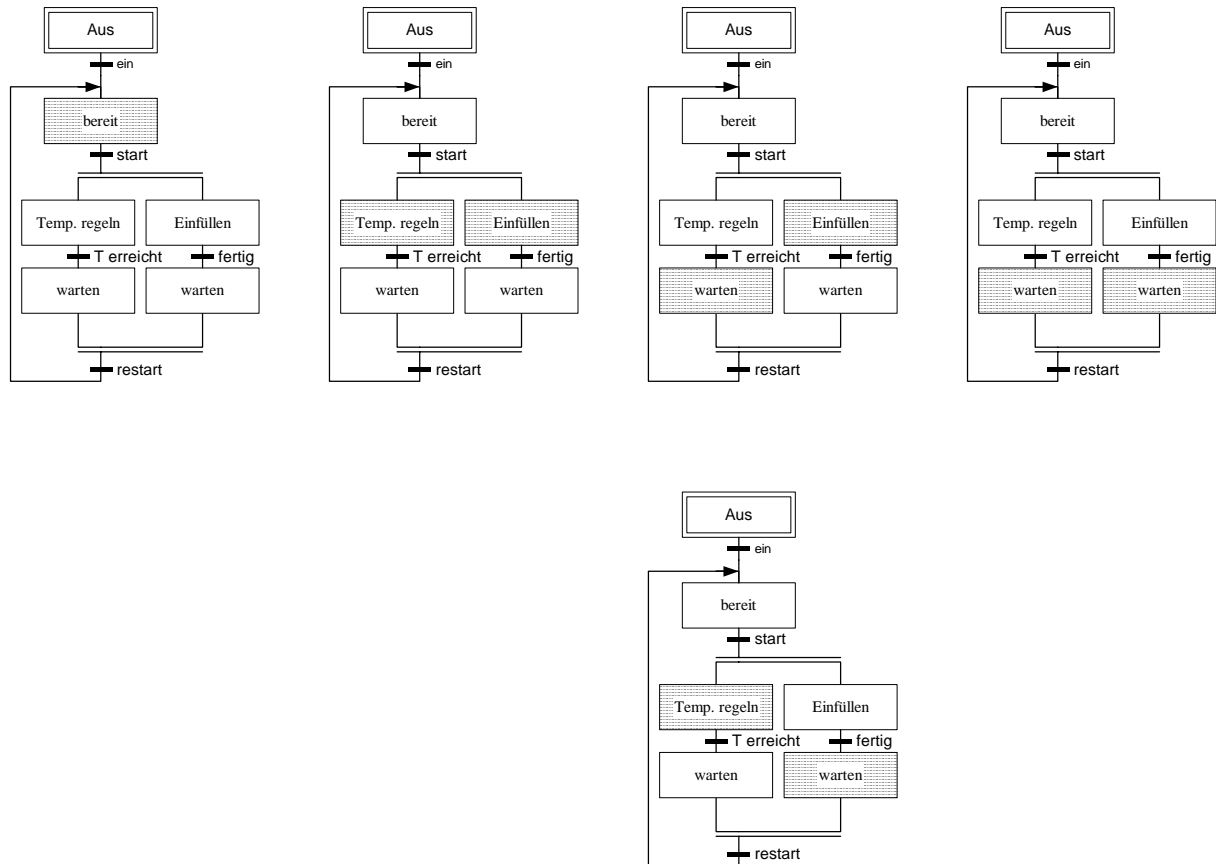 Aus Aus Aus Aus
ein ein ein ein
bereit bereit bereit bereit
start start start start
Temp. regeln Einfüllen Temp. regeln Einfüllen Temp. regeln Einfüllen Temp. regeln Einfüllen
T erreicht fertig T erreicht fertig T erreicht fertig T erreicht fertig
warten warten warten warten warten warten warten warten
restart restart restart restart
Aus
ein
bereit
start
Temp. regeln Einfüllen
T erreicht fertig
warten warten
restart